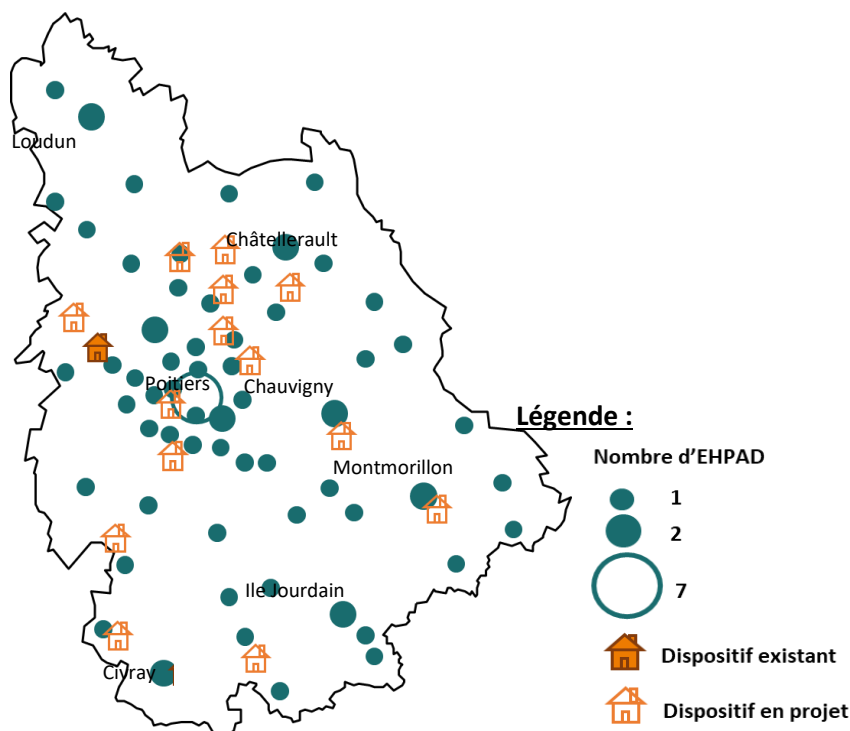 Loudun
Châtellerault
Poitiers
Chauvigny
Montmorillon
Ile Jourdain
Civray
Légende :
Nombre d’EHPAD
1
2
7
Dispositif existant
Dispositif en projet